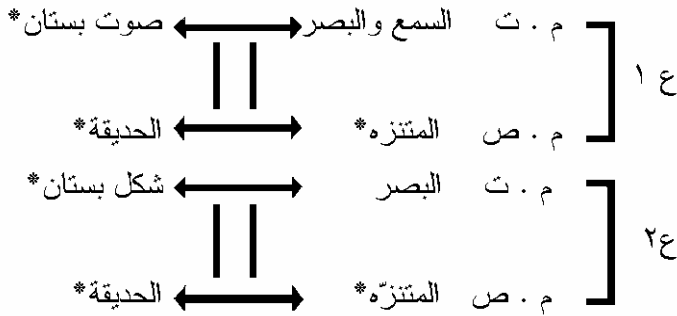 م . ت السمع والبصر صوت بستان*
ع ١
م . ص المتنزه* الحديقة*
م . ت البصر شكل بستان*
ع٢
م . ص المتنزّه* الحديقة*